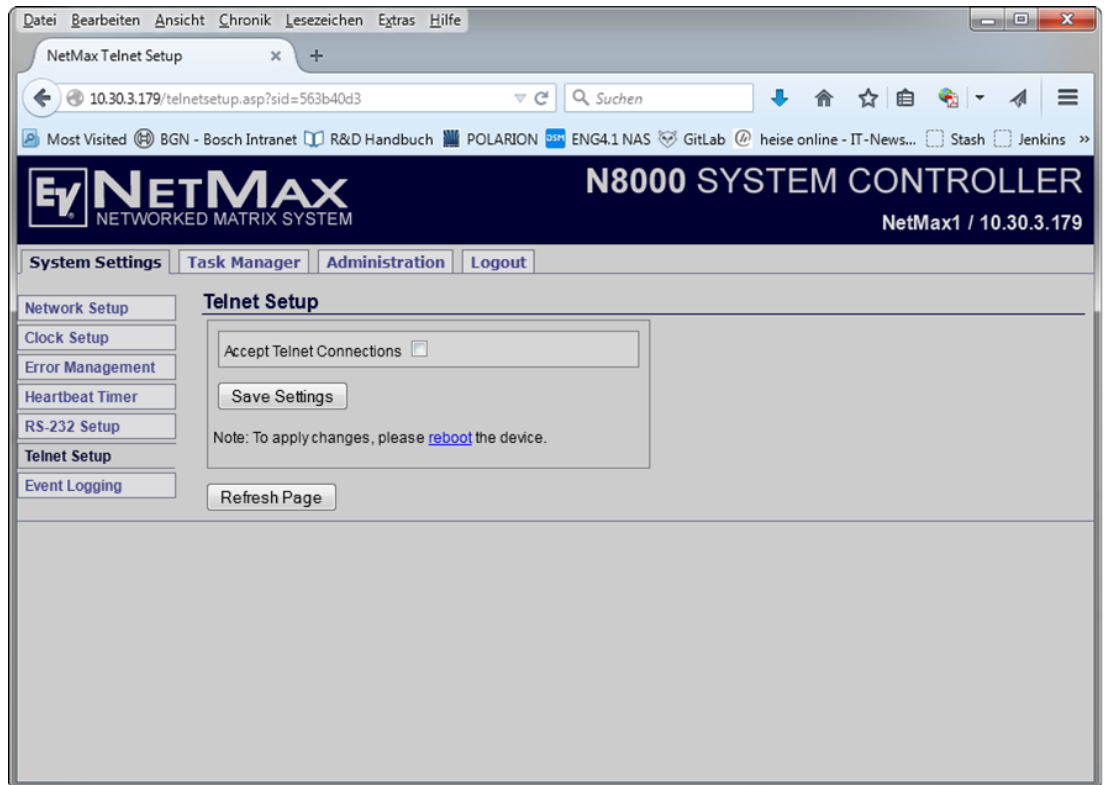 Datei Bearbeiten Ansicht Chronik Lesezeichen Extras Hilfe
NetMax Telnet Setup
10.30.3.179/telnetsetup.asp?sid=563b40d3 Suchen
Most Visited BGN - Bosch Intranet R&D Handbuch POLARION DSM ENG4.1 NAS GitLab heise online - IT-News... Stash Jenkins »
EV NETMAX N8000 SYSTEM CONTROLLER
NETWORKED MATRIX SYSTEM NetMax1 / 10.30.3.179
System Settings Task Manager Administration Logout
Network Setup
Clock Setup
Error Management
Heartbeat Timer
RS-232 Setup
Telnet Setup
Event Logging
Telnet Setup
Accept Telnet Connections
Save Settings
Note: To apply changes, please reboot the device.
Refresh Page